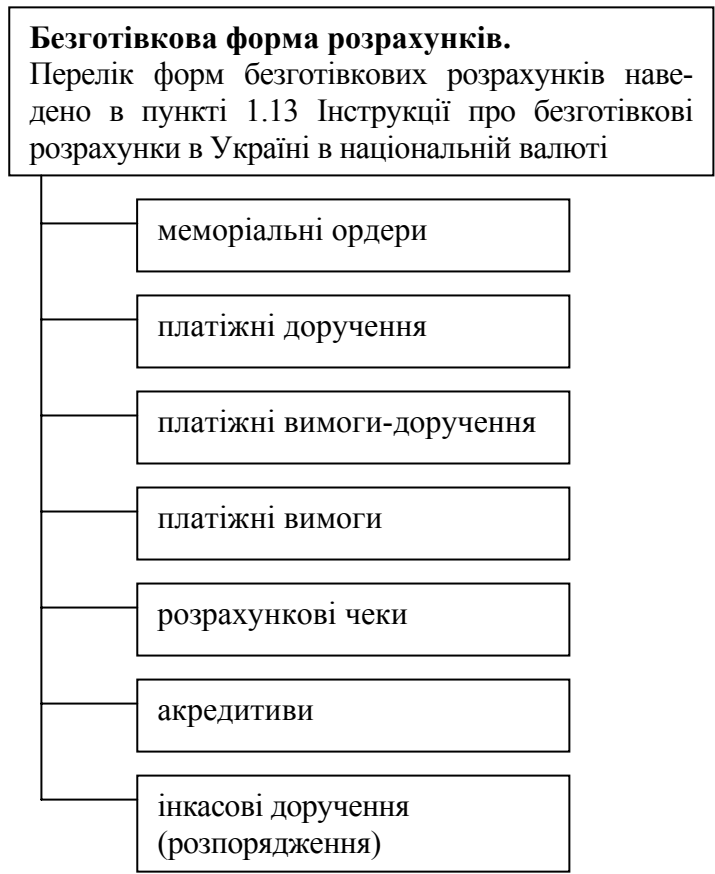 Безготівкова форма розрахунків.
Перелік форм безготівкових розрахунків наве-
дено в пункті 1.13 Інструкції про безготівкові
розрахунки в Україні в національній валюті
меморіальні ордери
платіжні доручення
платіжні вимоги-доручення
платіжні вимоги
розрахункові чеки
акредитиви
інкасові доручення
(розпорядження)